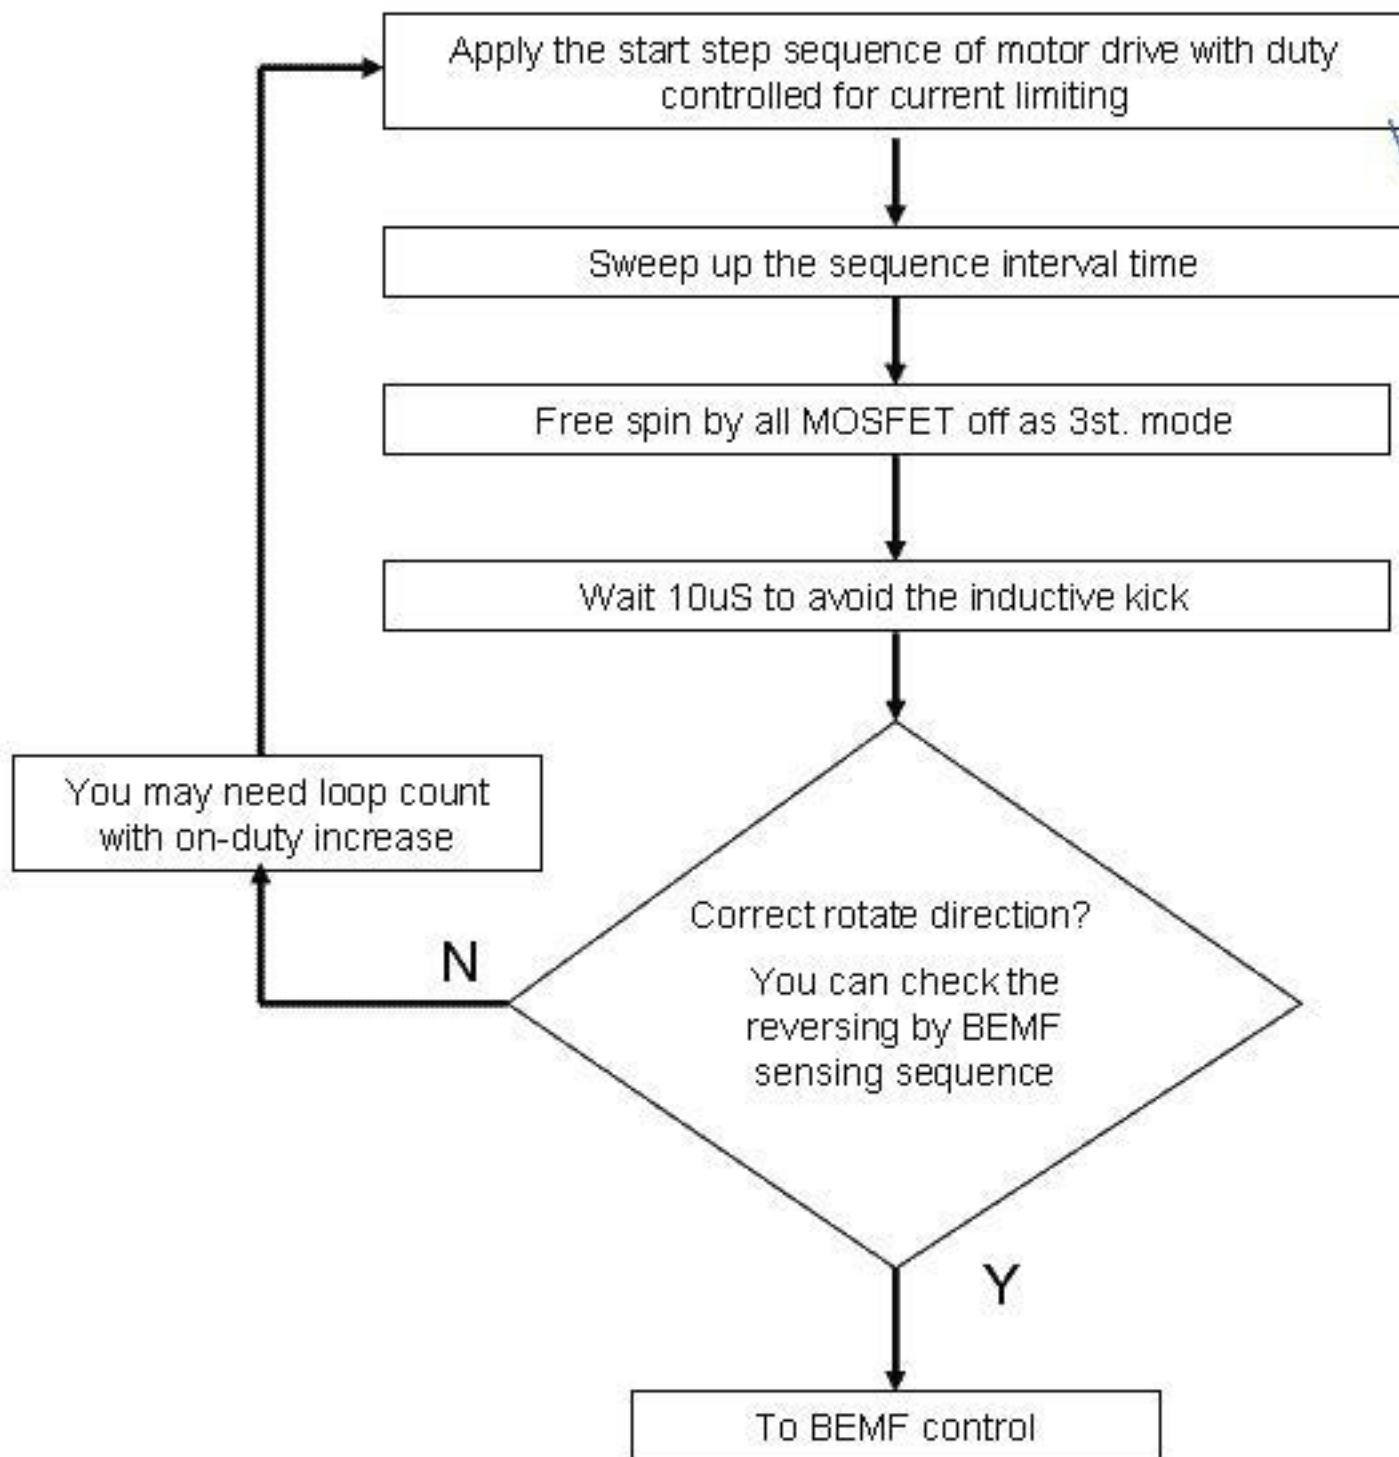 Apply the start step sequence of motor drive with duty
controlled for current limiting
Sweep up the sequence interval time
Free spin by all MOSFET off as 3st. mode
Wait 10uS to avoid the inductive kick
You may need loop count
with on-duty increase
Correct rotate direction?
You can check the
reversing by BEMF
sensing sequence
N
Y
To BEMF control